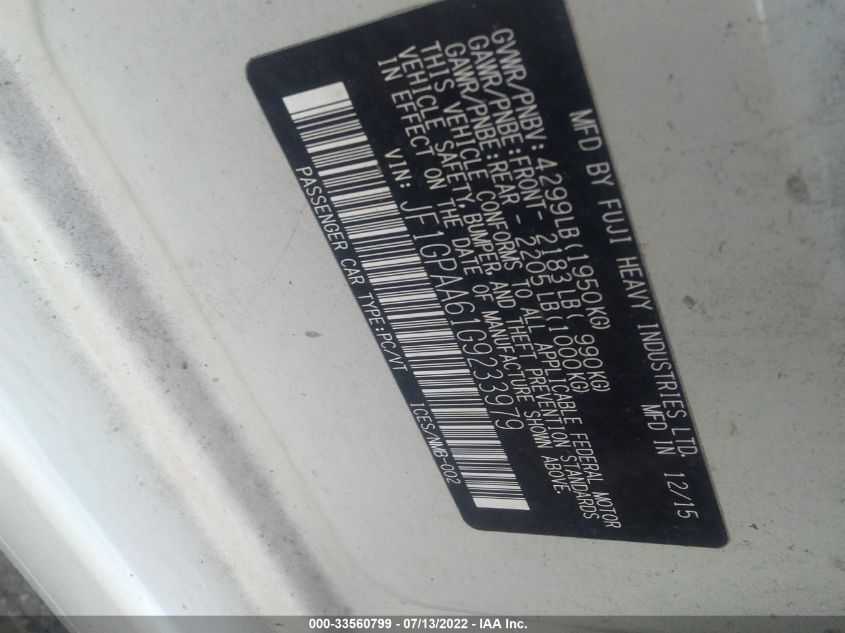 MFD BY FUJI HEAVY INDUSTRIES LTD.
MFD IN 12/15
GVWR/PNBV: 4299LB (1950KG)
GAWR/PNBE:FRONT- 2183LB ( 990KG)
GAWR/PNBE:REAR - 2205LB (1000KG)
THIS VEHICLE CONFORMS TO ALL APPLICABLE FEDERAL MOTOR
VEHICLE SAFETY, BUMPER, AND THEFT PREVENTION STANDARDS
IN EFFECT ON THE DATE OF MANUFACTURE SHOWN ABOVE.
VIN: JF1GPAA61G9233979
PASSENGER CAR TYPE:PC/VT ICES/NMB-002
000-33560799 - 07/13/2022 - IAA Inc.